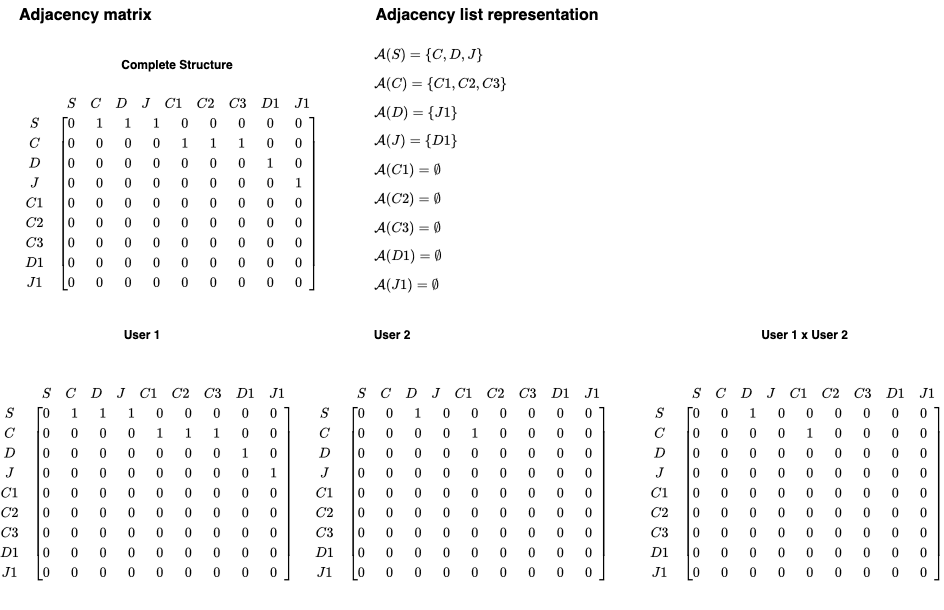 Adjacency matrix
Complete Structure
S C D J C1 C2 C3 D1 J1
S 0 1 1 1 0 0 0 0 0
C 0 0 0 0 1 1 1 0 0
D 0 0 0 0 0 0 0 1 0
J 0 0 0 0 0 0 0 0 1
C1 0 0 0 0 0 0 0 0 0
C2 0 0 0 0 0 0 0 0 0
C3 0 0 0 0 0 0 0 0 0
D1 0 0 0 0 0 0 0 0 0
J1 0 0 0 0 0 0 0 0 0
Adjacency list representation
𝒜(S) = {C, D, J}
𝒜(C) = {C1, C2, C3}
𝒜(D) = {J1}
𝒜(J) = {D1}
𝒜(C1) = ∅
𝒜(C2) = ∅
𝒜(C3) = ∅
𝒜(D1) = ∅
𝒜(J1) = ∅
User 1
S C D J C1 C2 C3 D1 J1
S 0 1 1 1 0 0 0 0 0
C 0 0 0 0 1 1 1 0 0
D 0 0 0 0 0 0 0 1 0
J 0 0 0 0 0 0 0 0 1
C1 0 0 0 0 0 0 0 0 0
C2 0 0 0 0 0 0 0 0 0
C3 0 0 0 0 0 0 0 0 0
D1 0 0 0 0 0 0 0 0 0
J1 0 0 0 0 0 0 0 0 0
User 2
S C D J C1 C2 C3 D1 J1
S 0 0 1 0 0 0 0 0 0
C 0 0 0 0 1 0 0 0 0
D 0 0 0 0 0 0 0 0 0
J 0 0 0 0 0 0 0 0 0
C1 0 0 0 0 0 0 0 0 0
C2 0 0 0 0 0 0 0 0 0
C3 0 0 0 0 0 0 0 0 0
D1 0 0 0 0 0 0 0 0 0
J1 0 0 0 0 0 0 0 0 0
User 1 x User 2
S C D J C1 C2 C3 D1 J1
S 0 0 1 0 0 0 0 0 0
C 0 0 0 0 1 0 0 0 0
D 0 0 0 0 0 0 0 0 0
J 0 0 0 0 0 0 0 0 0
C1 0 0 0 0 0 0 0 0 0
C2 0 0 0 0 0 0 0 0 0
C3 0 0 0 0 0 0 0 0 0
D1 0 0 0 0 0 0 0 0 0
J1 0 0 0 0 0 0 0 0 0